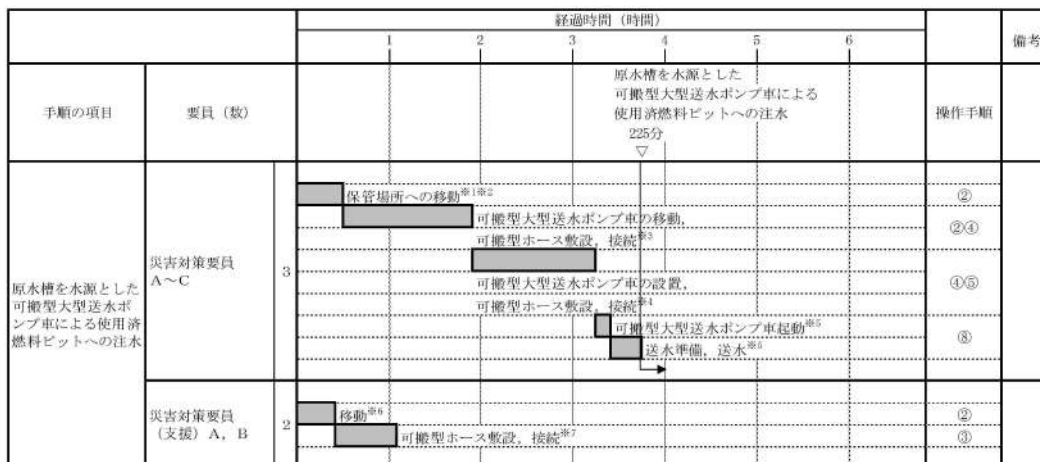 経過時間（時間）
1 2 3 4 5 6
備考
手順の項目
要員（数）
原水槽を水源とした
可搬型大型送水ポンプ車による
使用済燃料ピットへの注水
225分
▽
操作手順
原水槽を水源とした
可搬型大型送水ポ
ンプ車による使用済
燃料ピットへの注水
災害対策要員
A～C
3
保管場所への移動※1※2
②
可搬型大型送水ポンプ車の移動，
可搬型ホース敷設，接続※3
②④
可搬型大型送水ポンプ車の設置，
可搬型ホース敷設，接続※4
④⑤
可搬型大型送水ポンプ車起動※5
送水準備，送水※6
⑧
災害対策要員
（支援）A，B
2
移動※6
②
可搬型ホース敷設，接続※7
③